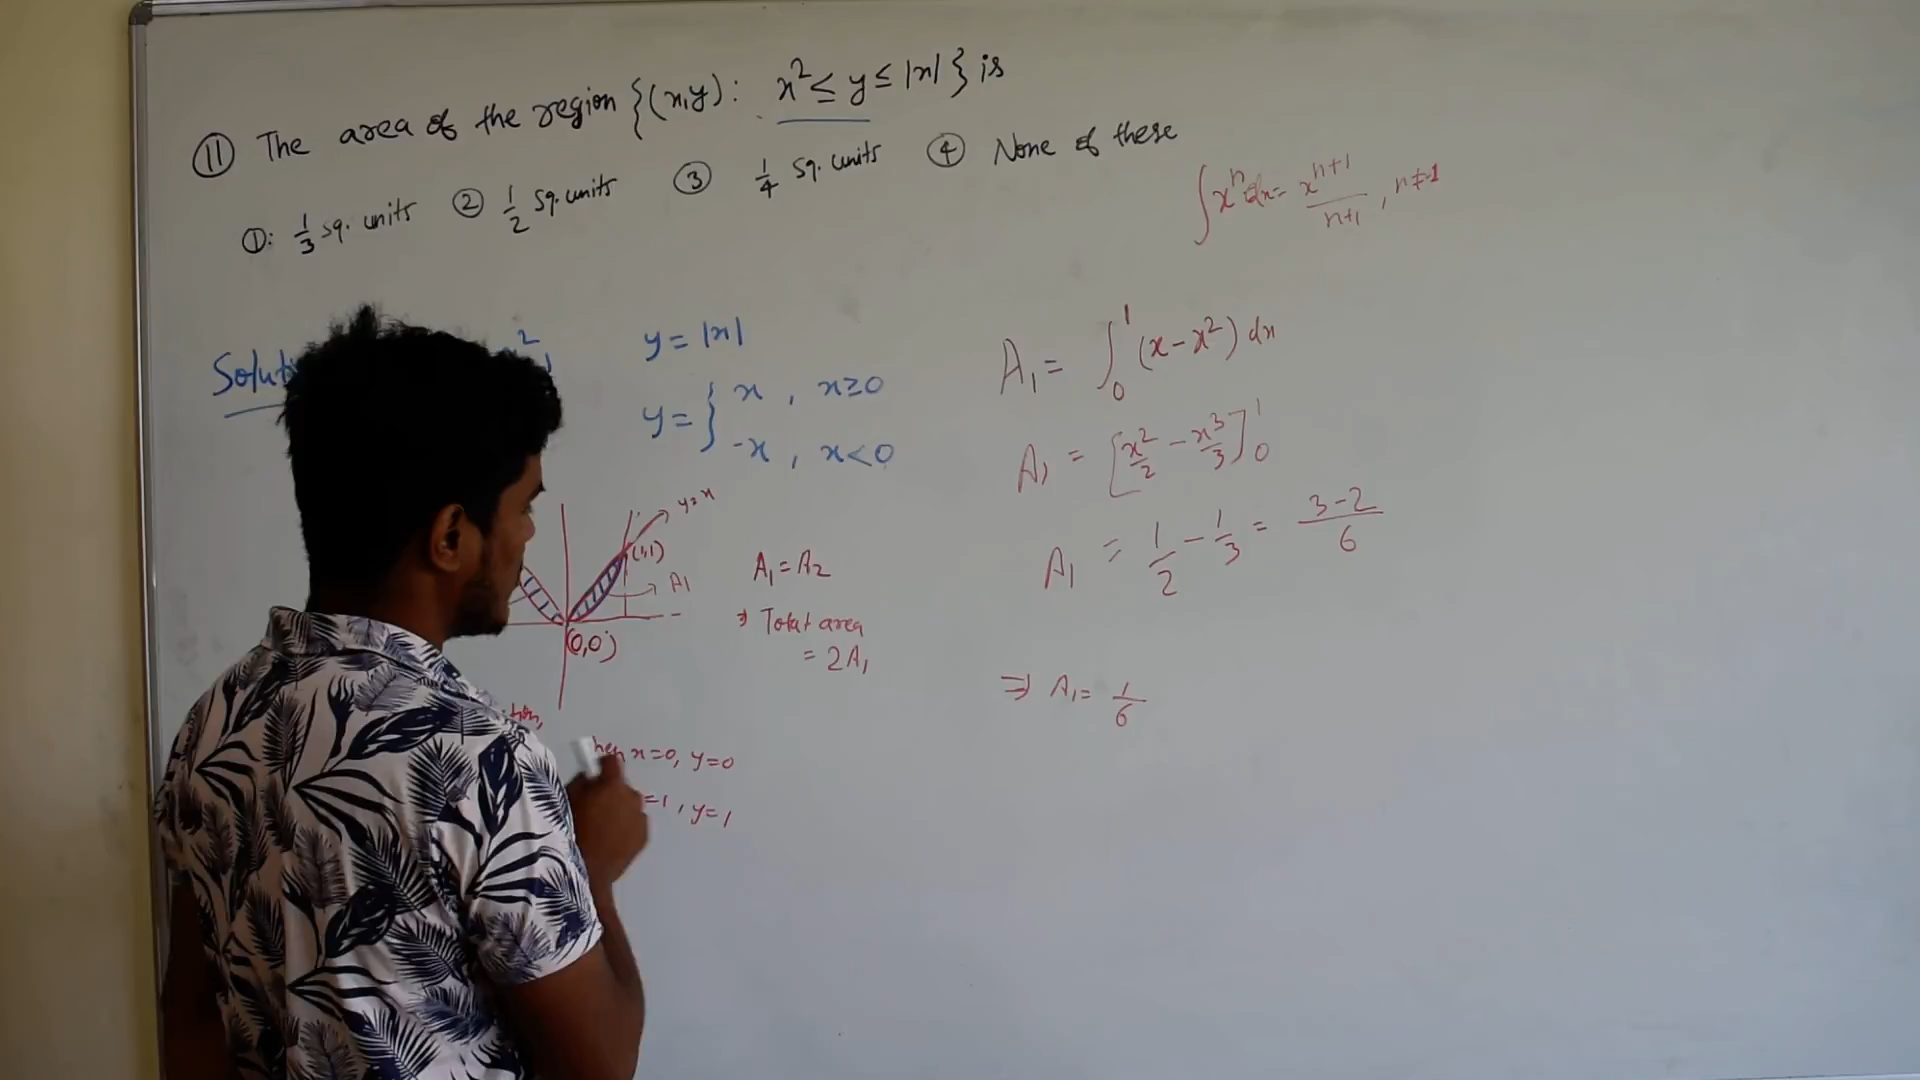 ⑪ The area of the region {(x,y): x² ≤ y ≤ |x|} is
①: 1/3 sq. units ② 1/2 sq. units ③ 1/4 sq. units ④ None of these
∫xⁿ dx = xⁿ⁺¹/n+1, n≠-1
y = |x|
y = { x, x≥0
-x, x<0
y=x
(1,1)
A₁
(0,0)
A₁ = A₂
⇒ Total area
= 2A₁
x=0, y=0
=1, y=1
A₁ = ∫₀¹ (x-x²) dx
A₁ = [x²/2 - x³/3]₀¹
A₁ = 1/2 - 1/3 = 3-2/6
⇒ A₁ = 1/6